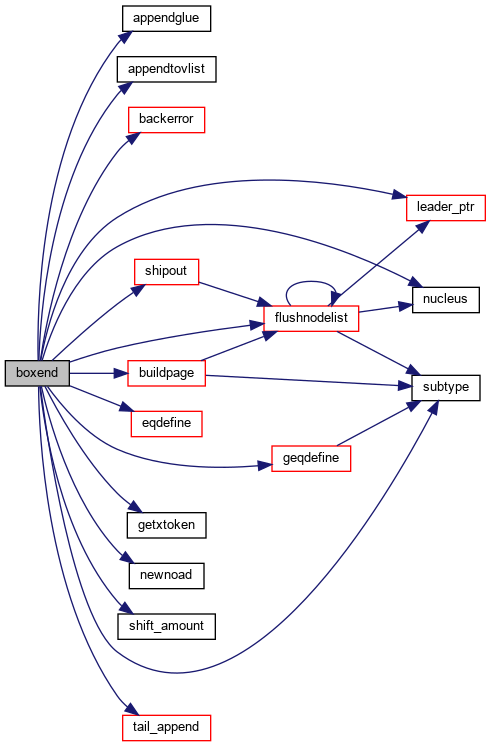 appendglue
appendtovlist
backerror
leader_ptr
shipout
nucleus
flushnodelist
boxend
buildpage
subtype
eqdefine
geqdefine
getxtoken
newnoad
shift_amount
tail_append